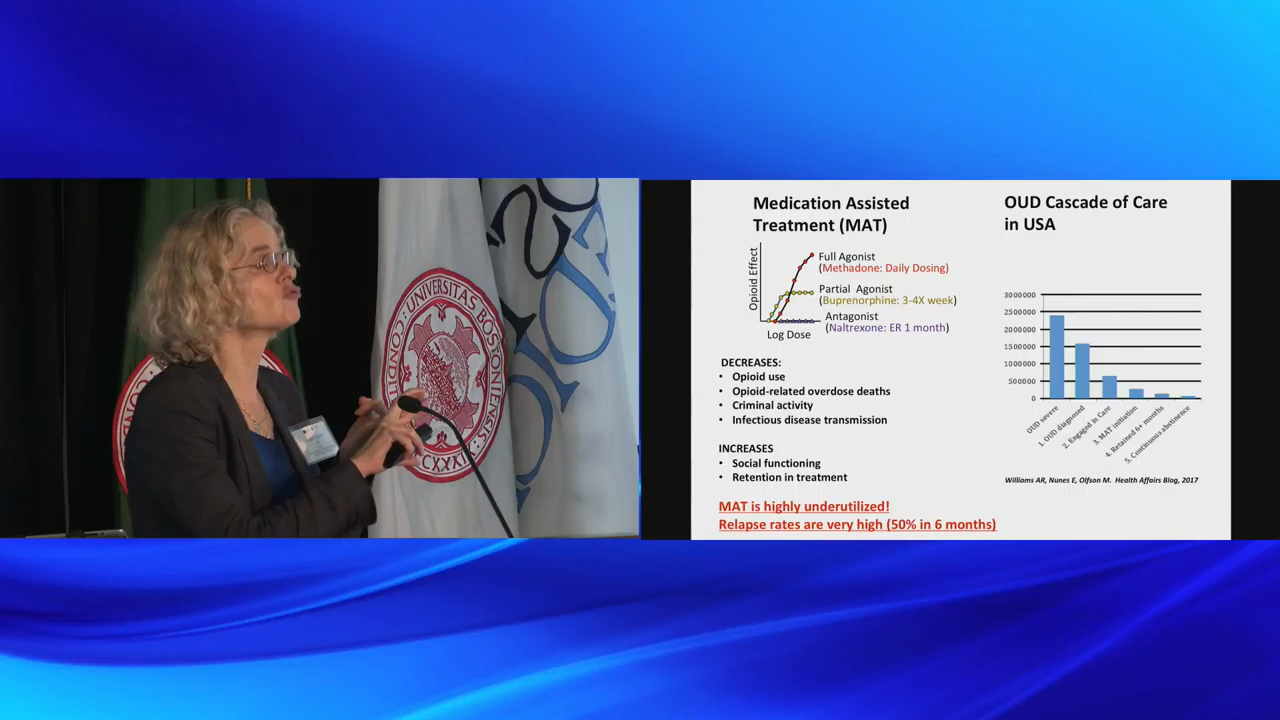 UNIVERSITAS BOSTONIENSIS
CONDITA
Medication Assisted
Treatment (MAT)
Opioid Effect
Full Agonist
(Methadone: Daily Dosing)
Partial Agonist
(Buprenorphine: 3-4X week)
Antagonist
(Naltrexone: ER 1 month)
Log Dose
DECREASES:
• Opioid use
• Opioid-related overdose deaths
• Criminal activity
• Infectious disease transmission
INCREASES
• Social functioning
• Retention in treatment
MAT is highly underutilized!
Relapse rates are very high (50% in 6 months)
OUD Cascade of Care
in USA
3000000
2500000
2000000
1500000
1000000
500000
0
OUD severe
1. OUD diagnosed
2. Engaged in Care
3. MAT initiation
4. Retained 6+ months
5. Continuous abstinence
Williams AR, Nunes E, Olfson M. Health Affairs Blog, 2017